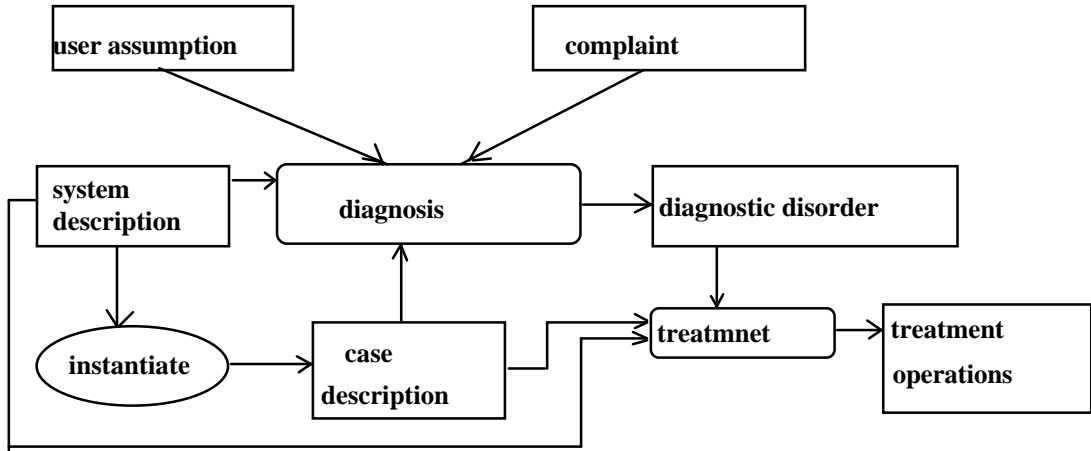 user assumption
complaint
system
description
diagnosis
diagnostic disorder
instantiate
case
description
treatmnet
treatment
operations